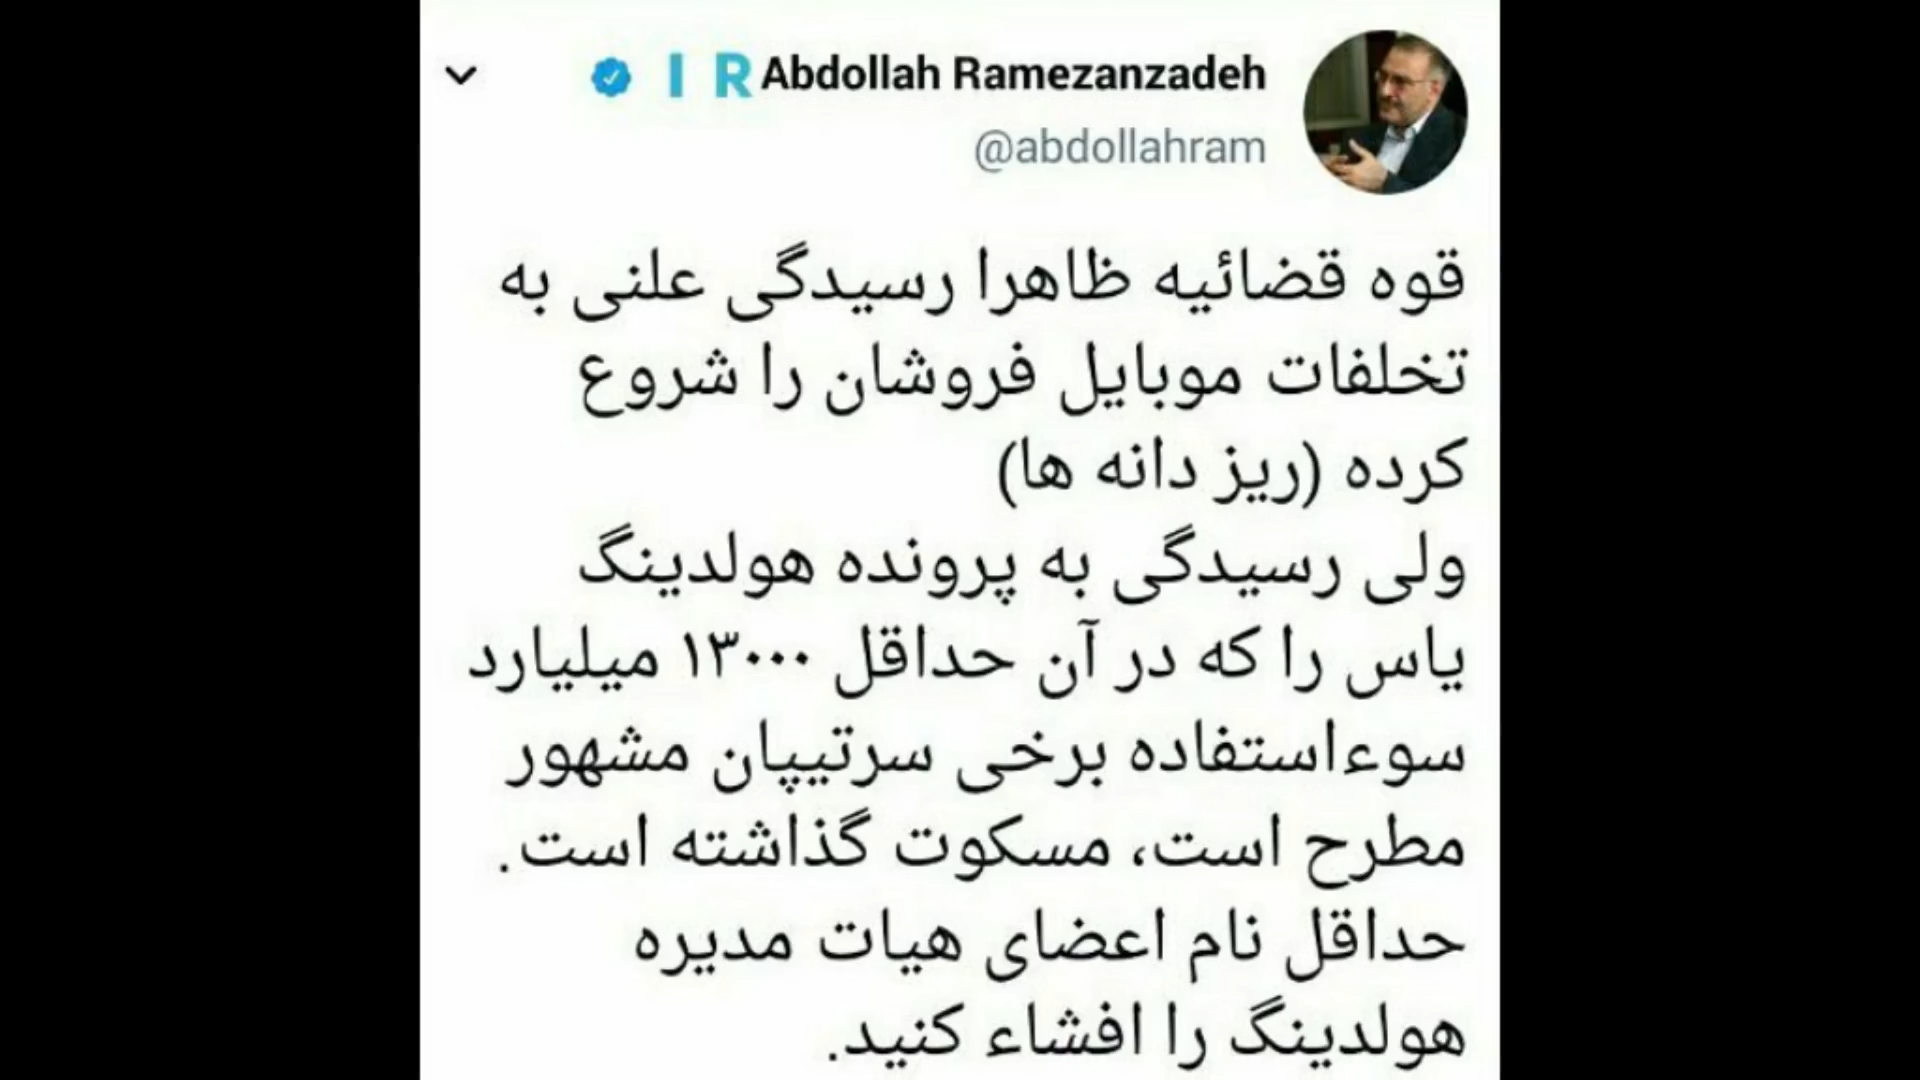 Abdollah Ramezanzadeh 🇮🇷
@abdollahram
قوه قضائیه ظاهرا رسیدگی علنی به
تخلفات موبایل فروشان را شروع
کرده (ریز دانه ها)
ولی رسیدگی به پرونده هولدینگ
یاس را که در آن حداقل ۱۳۰۰۰ میلیارد
سوءاستفاده برخی سرتیپان مشهور
مطرح است، مسکوت گذاشته است.
حداقل نام اعضای هیات مدیره
هولدینگ را افشاء کنید.